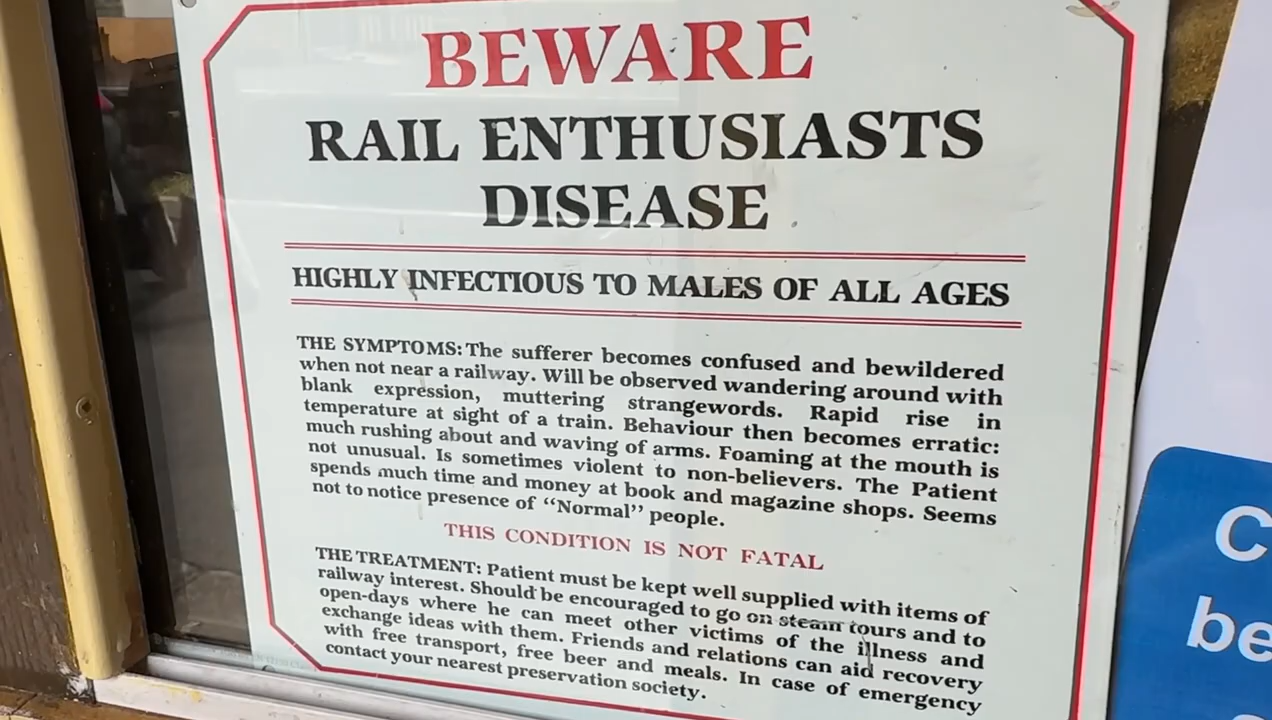 BEWARE
RAIL ENTHUSIASTS
DISEASE
HIGHLY INFECTIOUS TO MALES OF ALL AGES
THE SYMPTOMS: The sufferer becomes confused and bewildered
when not near a railway. Will be observed wandering around with
blank expression, muttering strangewords. Rapid rise in
temperature at sight of a train. Behaviour then becomes erratic:
much rushing about and waving of arms. Foaming at the mouth is
not unusual. Is sometimes violent to non-believers. The Patient
spends much time and money at book and magazine shops. Seems
not to notice presence of “Normal” people.
THIS CONDITION IS NOT FATAL
THE TREATMENT: Patient must be kept well supplied with items of
railway interest. Should be encouraged to go on steam tours and to
open-days where he can meet other victims of the illness and
exchange ideas with them. Friends and relations can aid recovery
with free transport, free beer and meals. In case of emergency
contact your nearest preservation society.
C
be